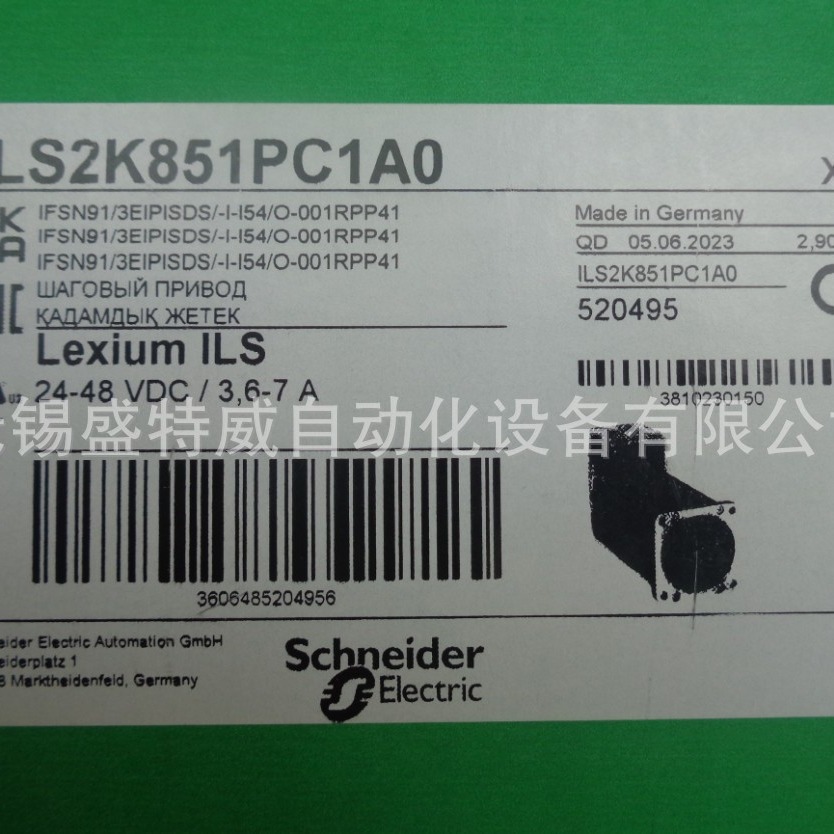 LS2K851PC1A0
X
K
A
IFSN91/3EIPISDS/-I-I54/O-001RPP41
IFSN91/3EIPISDS/-I-I54/O-001RPP41
IFSN91/3EIPISDS/-I-I54/O-001RPP41
ШАГОВЫЙ ПРИВОД
ҚАДАМДЫҚ ЖЕТЕК
Lexium ILS
24-48 VDC / 3,6-7 A
Made in Germany
QD 05.06.2023 2,90
ILS2K851PC1A0
520495
3810230150
锡盛特威自动化设备有限公
3606485204956
eider Electric Automation GmbH
eiderplatz 1
8 Marktheidenfeld, Germany
Schneider
Electric